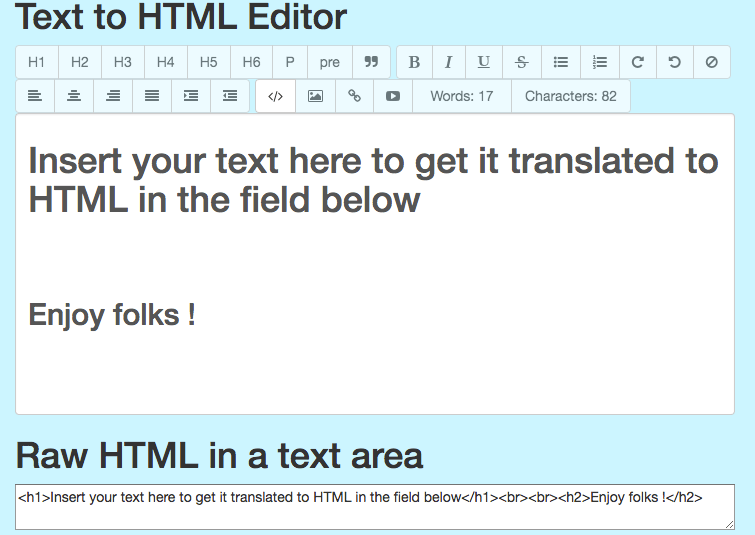 Text to HTML Editor
H1 H2 H3 H4 H5 H6 P pre ” B I U S
Words: 17 Characters: 82
Insert your text here to get it translated to
HTML in the field below
Enjoy folks !
Raw HTML in a text area
<h1>Insert your text here to get it translated to HTML in the field below</h1><br><br><h2>Enjoy folks !</h2>